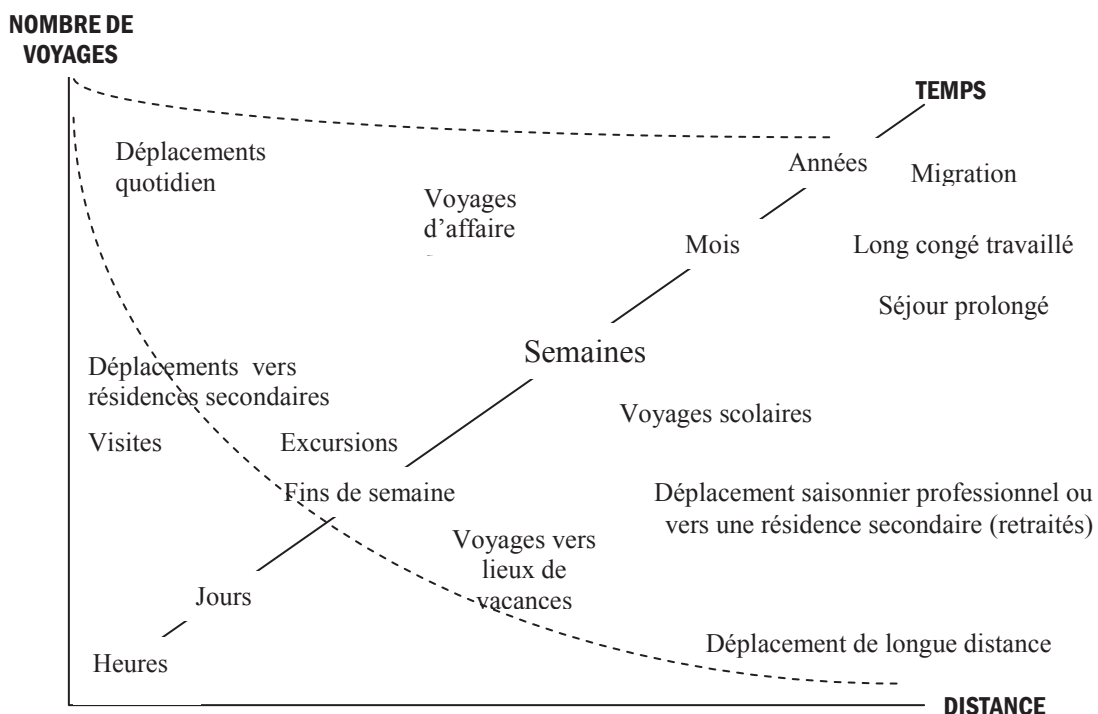 NOMBRE DE
VOYAGES
TEMPS
Déplacements
quotidien
Années
Migration
Voyages
d’affaire
Mois
Long congé travaillé
Séjour prolongé
Semaines
Déplacements vers
résidences secondaires
Voyages scolaires
Visites
Excursions
Fins de semaine
Déplacement saisonnier professionnel ou
vers une résidence secondaire (retraités)
Voyages vers
lieux de
vacances
Jours
Déplacement de longue distance
Heures
DISTANCE